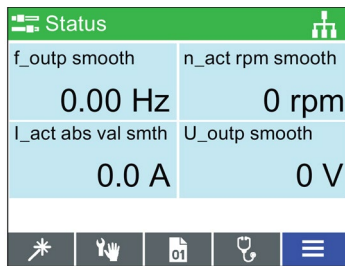 Status
f_outp smooth
n_act rpm smooth
0.00 Hz
0 rpm
I_act abs val smth
U_outp smooth
0.0 A
0 V
01